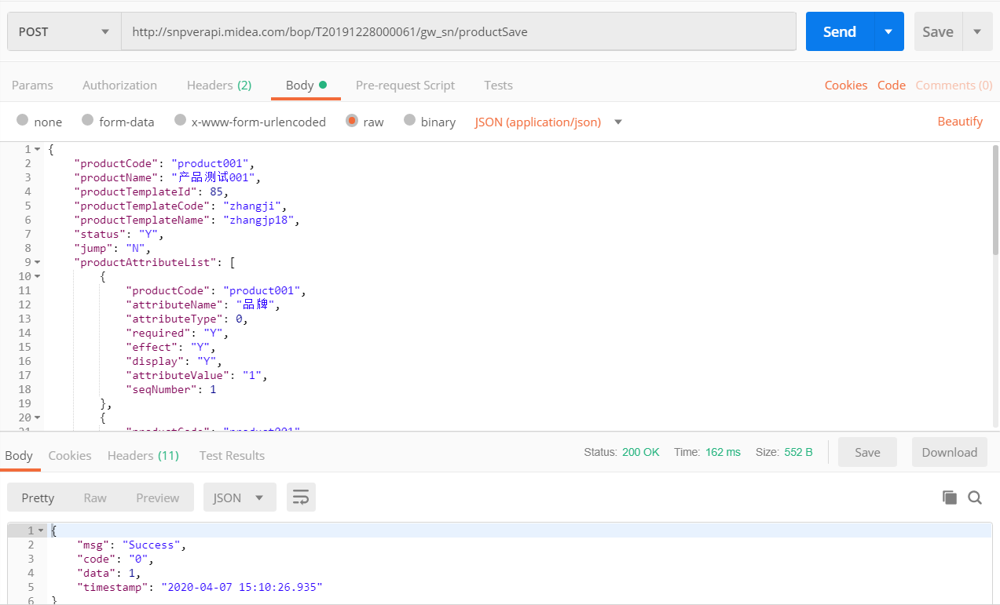 POST http://snpverapi.midea.com/bop/T20191228000061/gw_sn/productSave Send Save
Params Authorization Headers (2) Body Pre-request Script Tests Cookies Code Comments (0)
none form-data x-www-form-urlencoded raw binary JSON (application/json) Beautify
1 {
2 "productCode": "product001",
3 "productName": "产品测试001",
4 "productTemplateId": 85,
5 "productTemplateCode": "zhangji",
6 "productTemplateName": "zhangjp18",
7 "status": "Y",
8 "jump": "N",
9 "productAttributeList": [
10 {
11 "productCode": "product001",
12 "attributeName": "品牌",
13 "attributeType": 0,
14 "required": "Y",
15 "effect": "Y",
16 "display": "Y",
17 "attributeValue": "1",
18 "seqNumber": 1
19 },
20 {
21 "productCode": "product001"
Body Cookies Headers (11) Test Results Status: 200 OK Time: 162 ms Size: 552 B Save Download
Pretty Raw Preview JSON
1 {
2 "msg": "Success",
3 "code": "0",
4 "data": 1,
5 "timestamp": "2020-04-07 15:10:26.935"
6 }